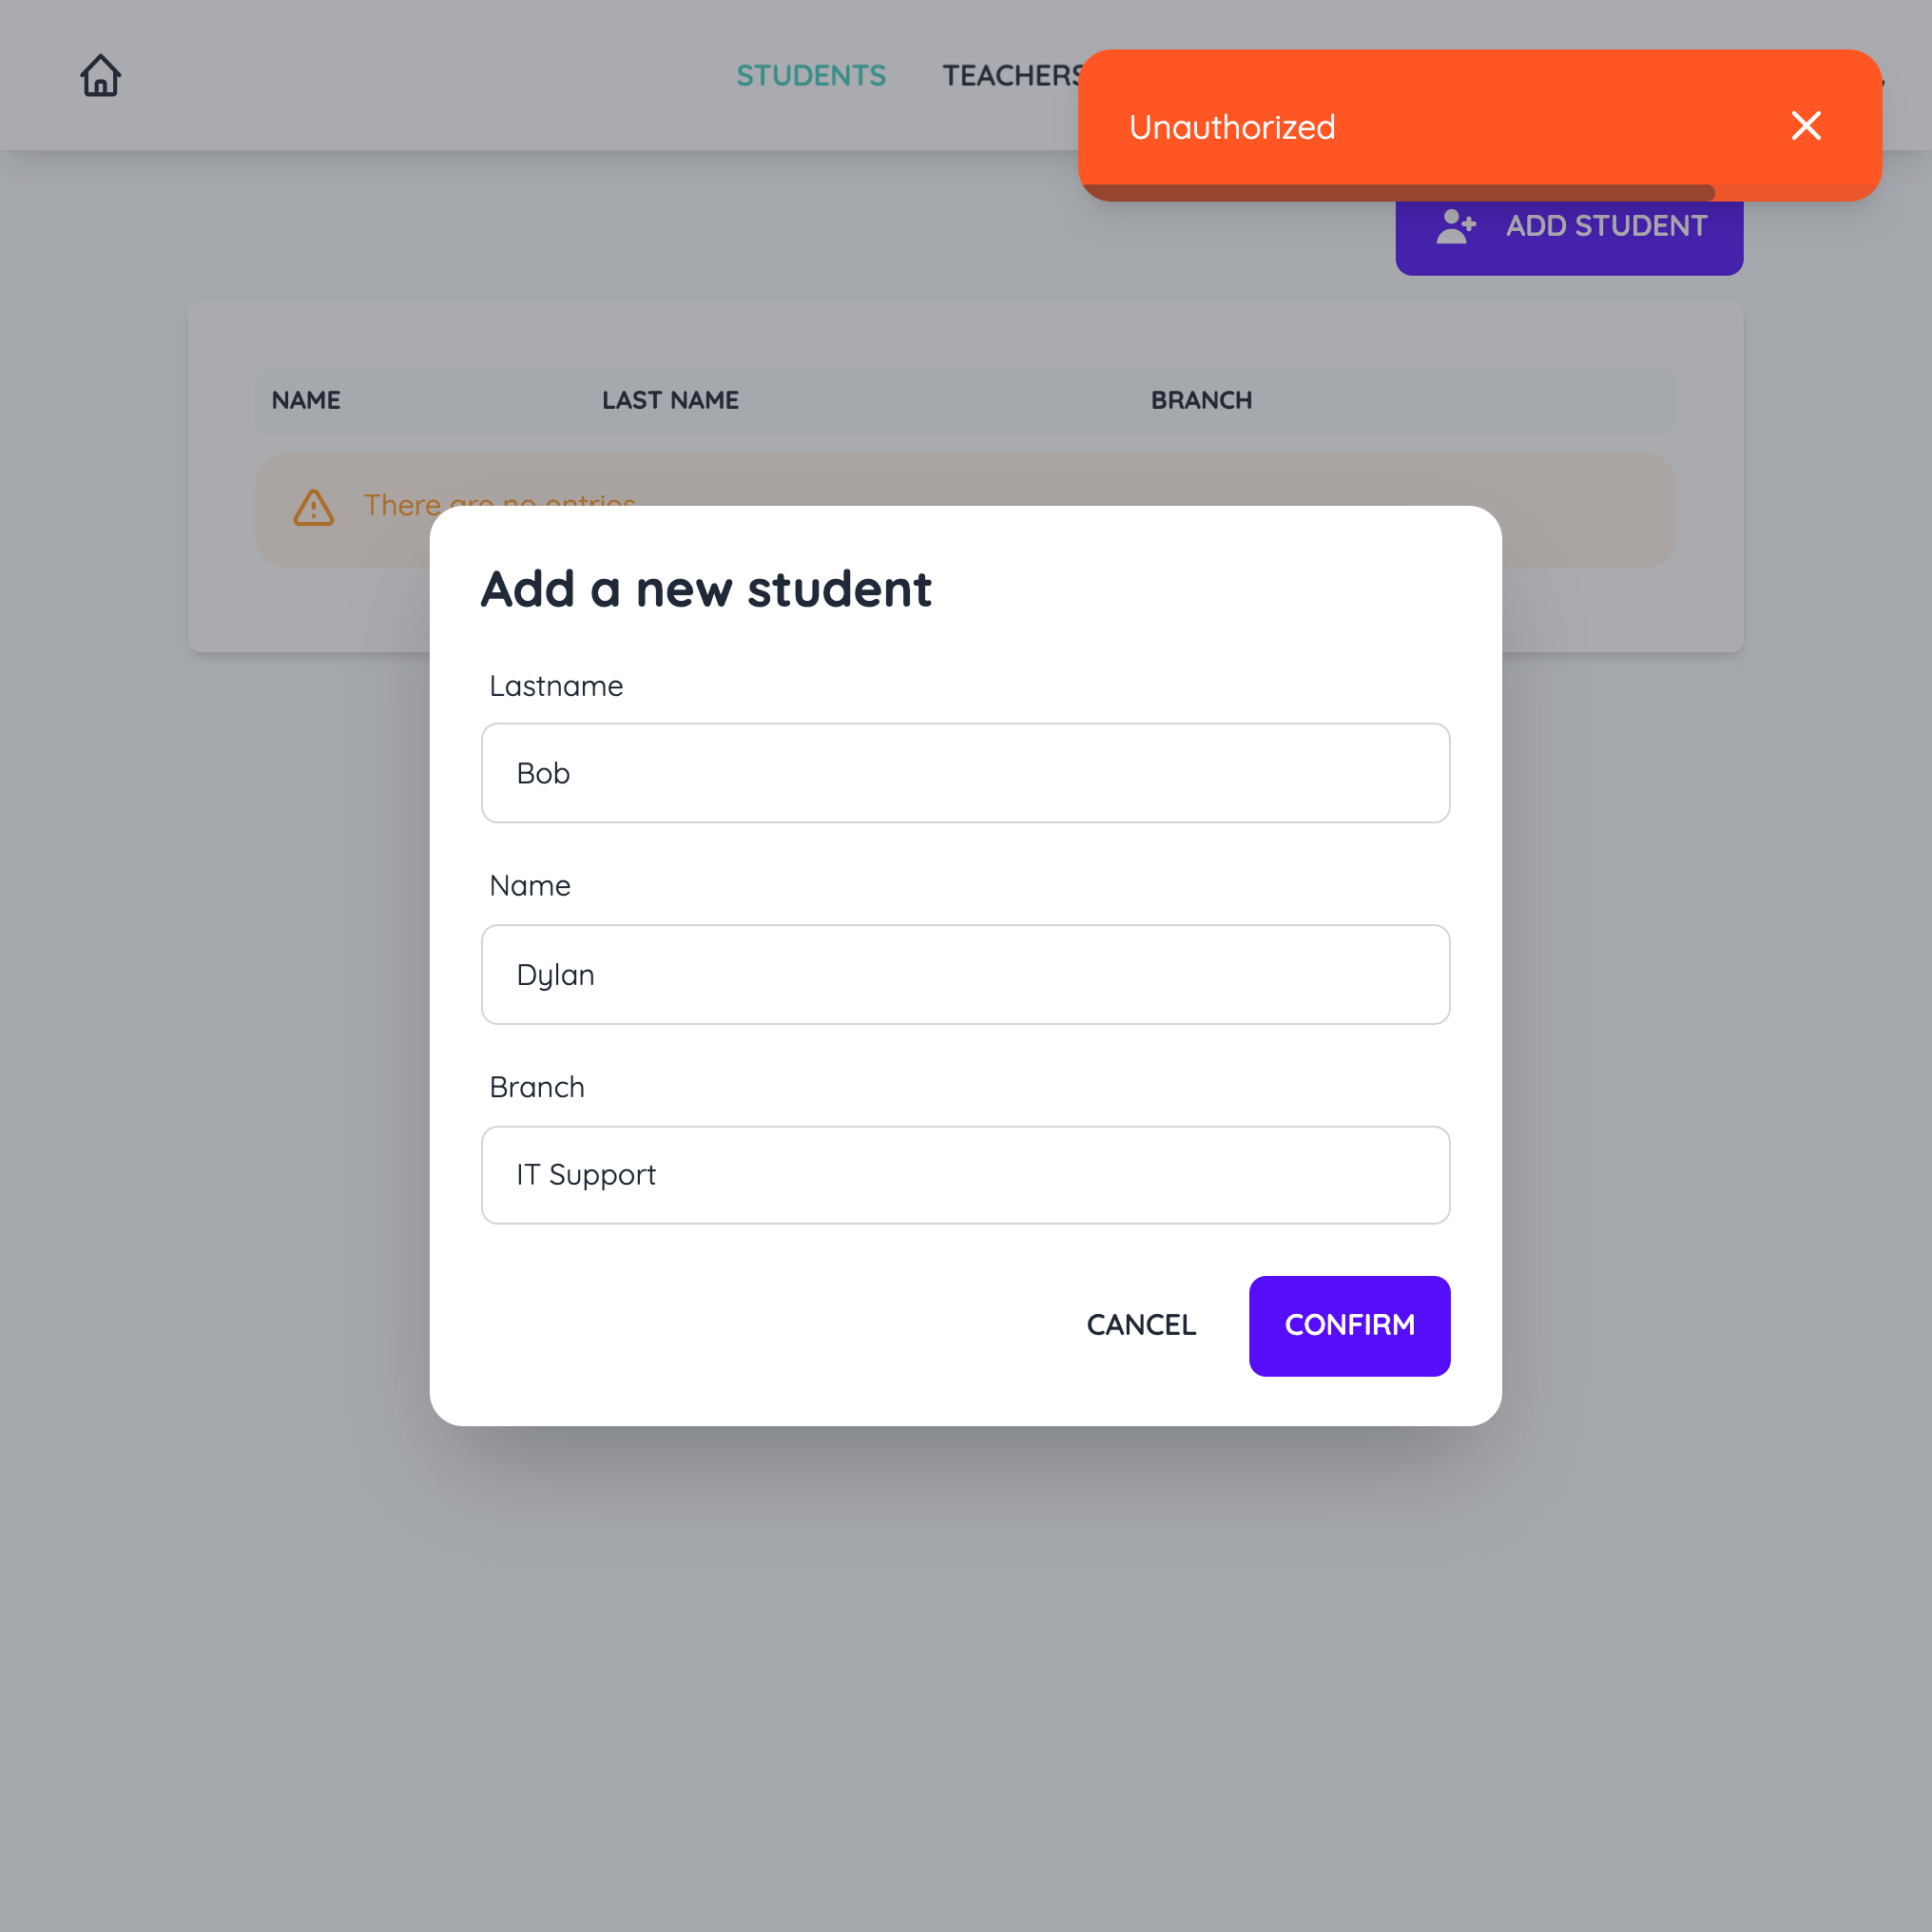 STUDENTS TEACHERS
Unauthorized
ADD STUDENT
NAME LAST NAME BRANCH
There are no entries
Add a new student
Lastname
Bob
Name
Dylan
Branch
IT Support
CANCEL CONFIRM